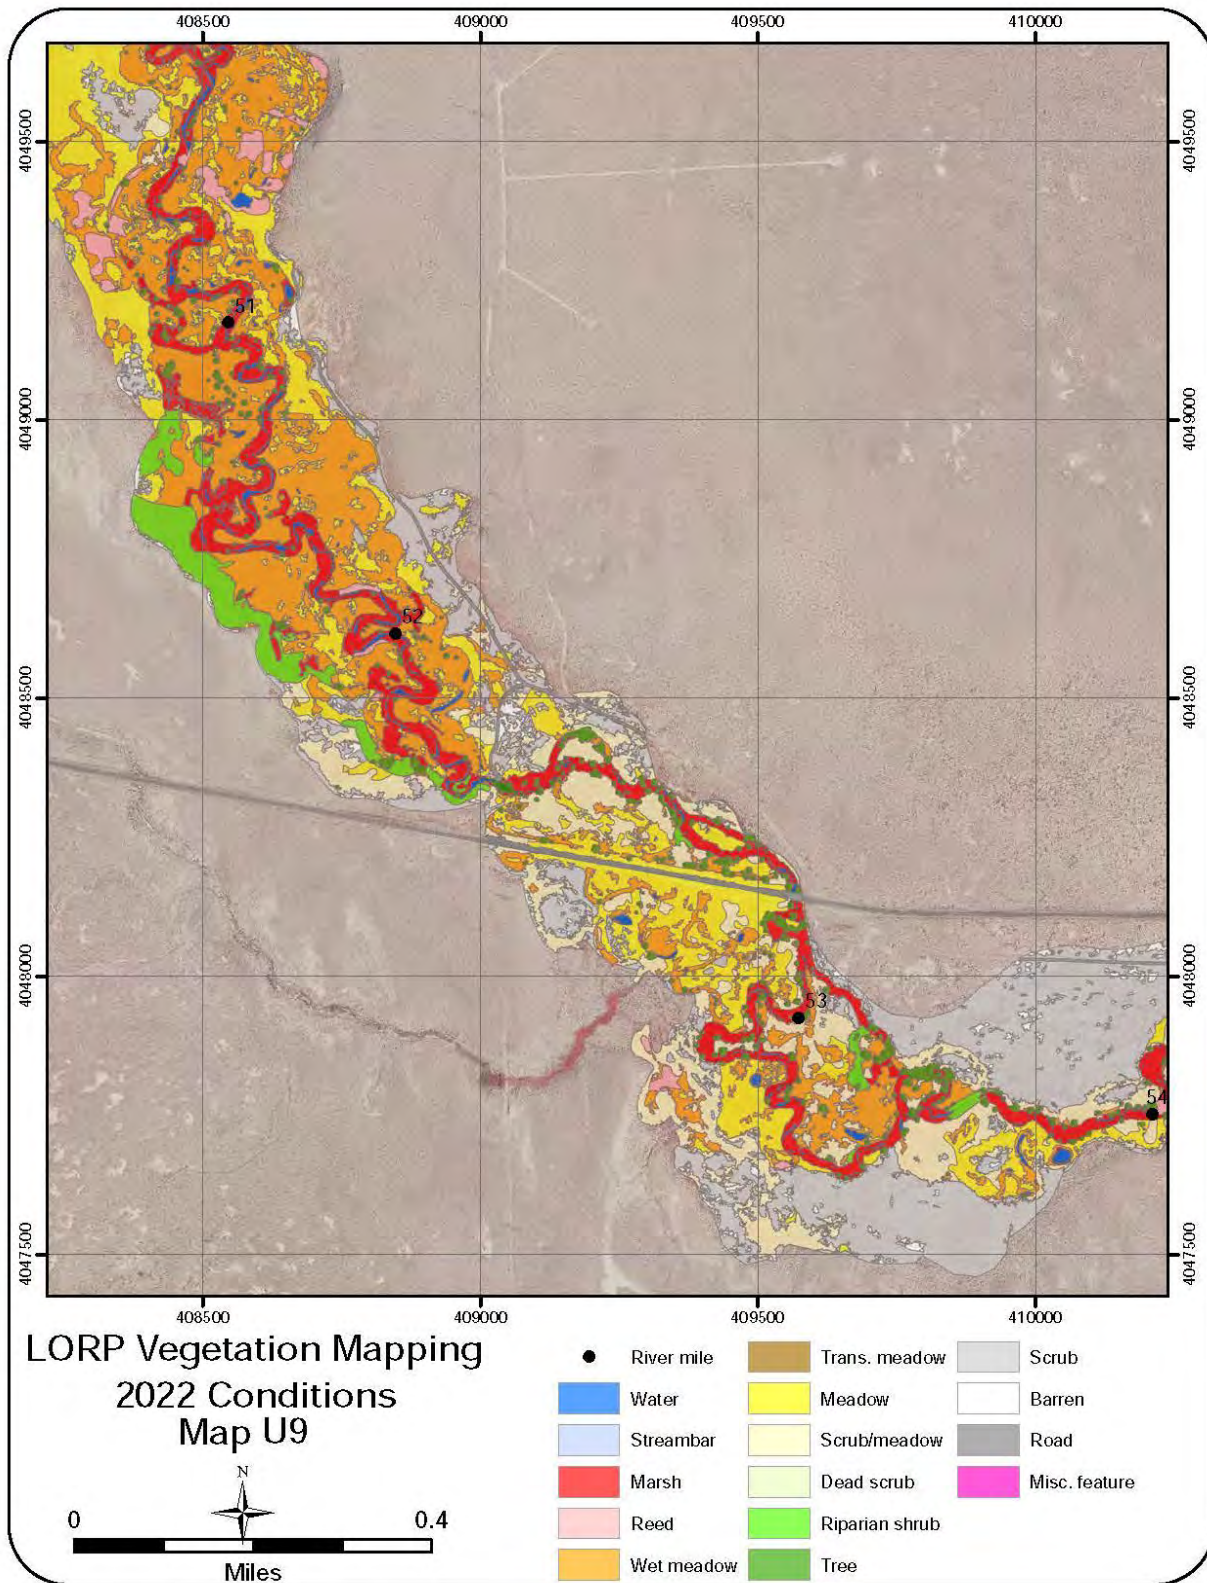 408500 409000 409500 410000
4049500 4049500
51
4049000 4049000
52
4048500 4048500
4048000 4048000
53
54
4047500 4047500
408500 409000 409500 410000
LORP Vegetation Mapping
2022 Conditions
Map U9
N
0 0.4
Miles
River mile
Water
Streambar
Marsh
Reed
Wet meadow
Trans. meadow
Meadow
Scrub/meadow
Dead scrub
Riparian shrub
Tree
Scrub
Barren
Road
Misc. feature